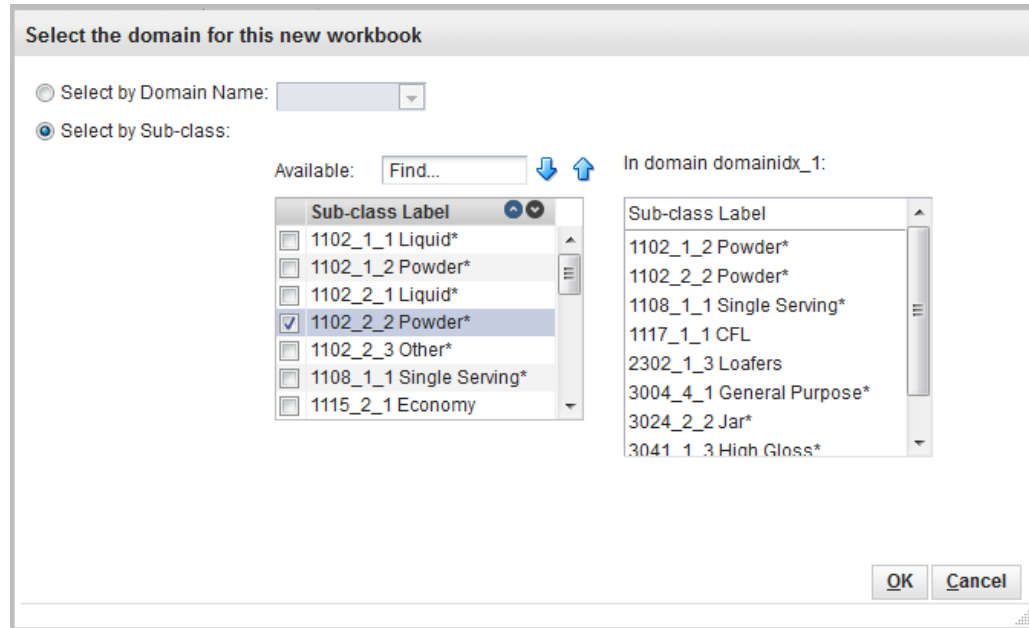 Select the domain for this new workbook
Select by Domain Name:
Select by Sub-class:
Available: Find...
In domain domainidx_1:
Sub-class Label
1102_1_1 Liquid*
1102_1_2 Powder*
1102_2_1 Liquid*
1102_2_2 Powder*
1102_2_3 Other*
1108_1_1 Single Serving*
1115_2_1 Economy
Sub-class Label
1102_1_2 Powder*
1102_2_2 Powder*
1108_1_1 Single Serving*
1117_1_1 CFL
2302_1_3 Loafers
3004_4_1 General Purpose*
3024_2_2 Jar*
3041_1_3 High Gloss*
OK Cancel